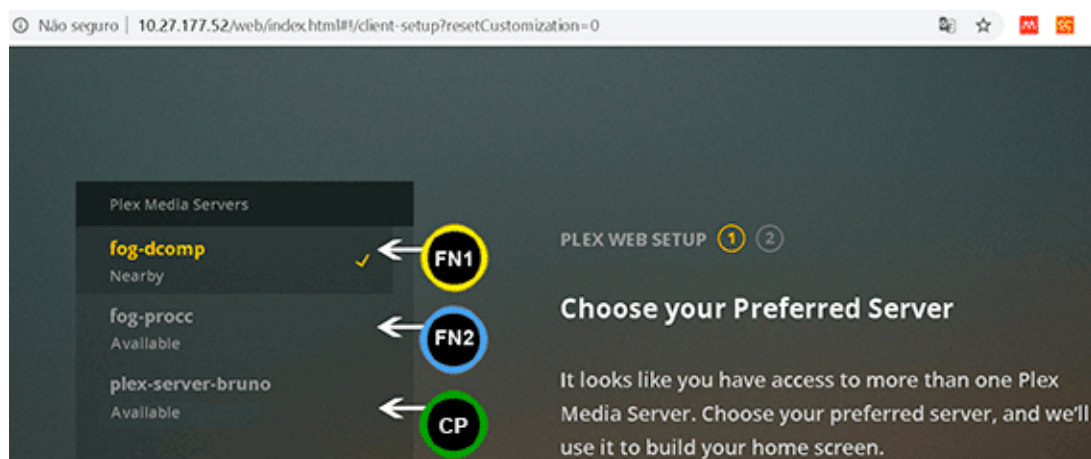 Não seguro | 10.27.177.52/web/index.html#!/client-setup?resetCustomization=0
Plex Media Servers
fog-dcomp
Nearby
FN1
fog-procc
Available
FN2
plex-server-bruno
Available
CP
PLEX WEB SETUP 1 2
Choose your Preferred Server
It looks like you have access to more than one Plex
Media Server. Choose your preferred server, and we'll
use it to build your home screen.